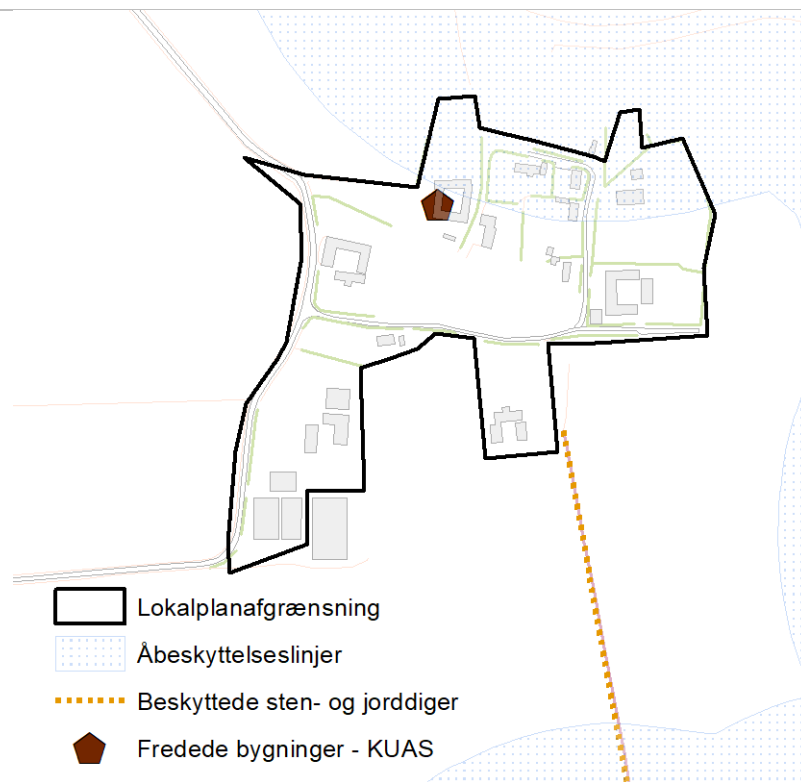 Lokalplanafgrænsning
Åbeskyttelseslinjer
Beskyttede sten- og jorddiger
Fredede bygninger - KUAS